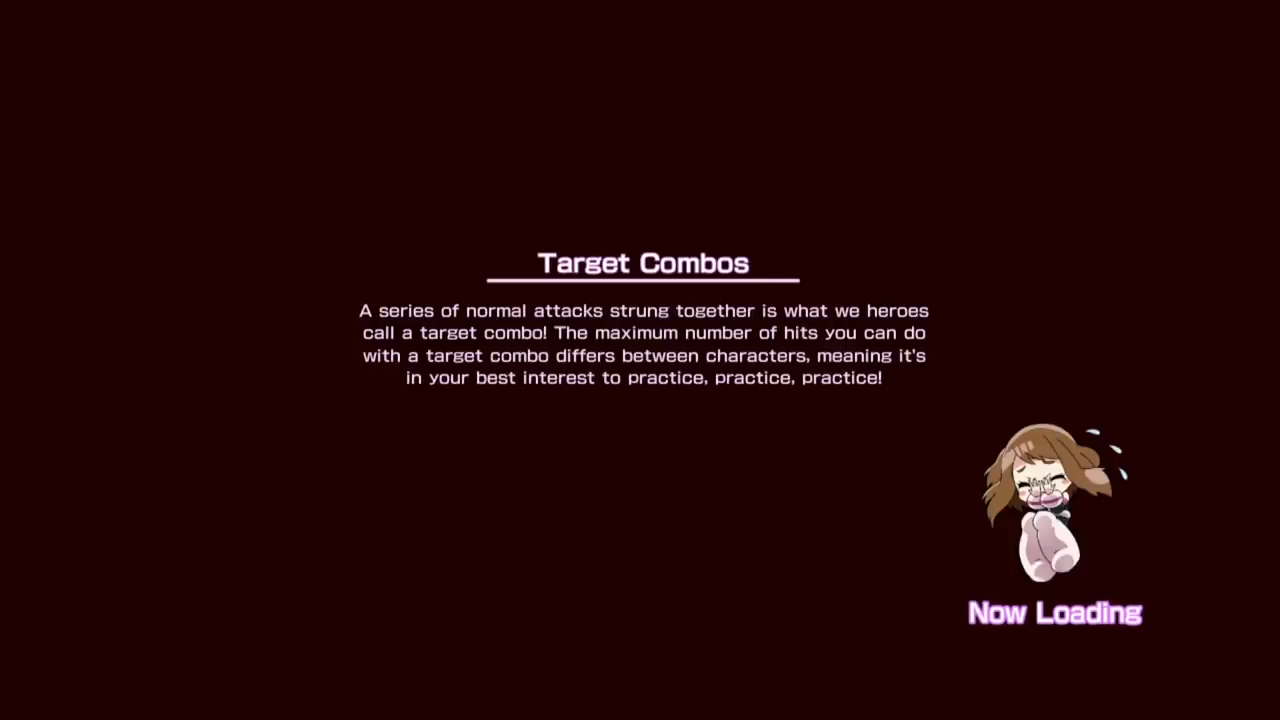 Target Combos
A series of normal attacks strung together is what we heroes
call a target combo! The maximum number of hits you can do
with a target combo differs between characters, meaning it's
in your best interest to practice, practice, practice!
Now Loading